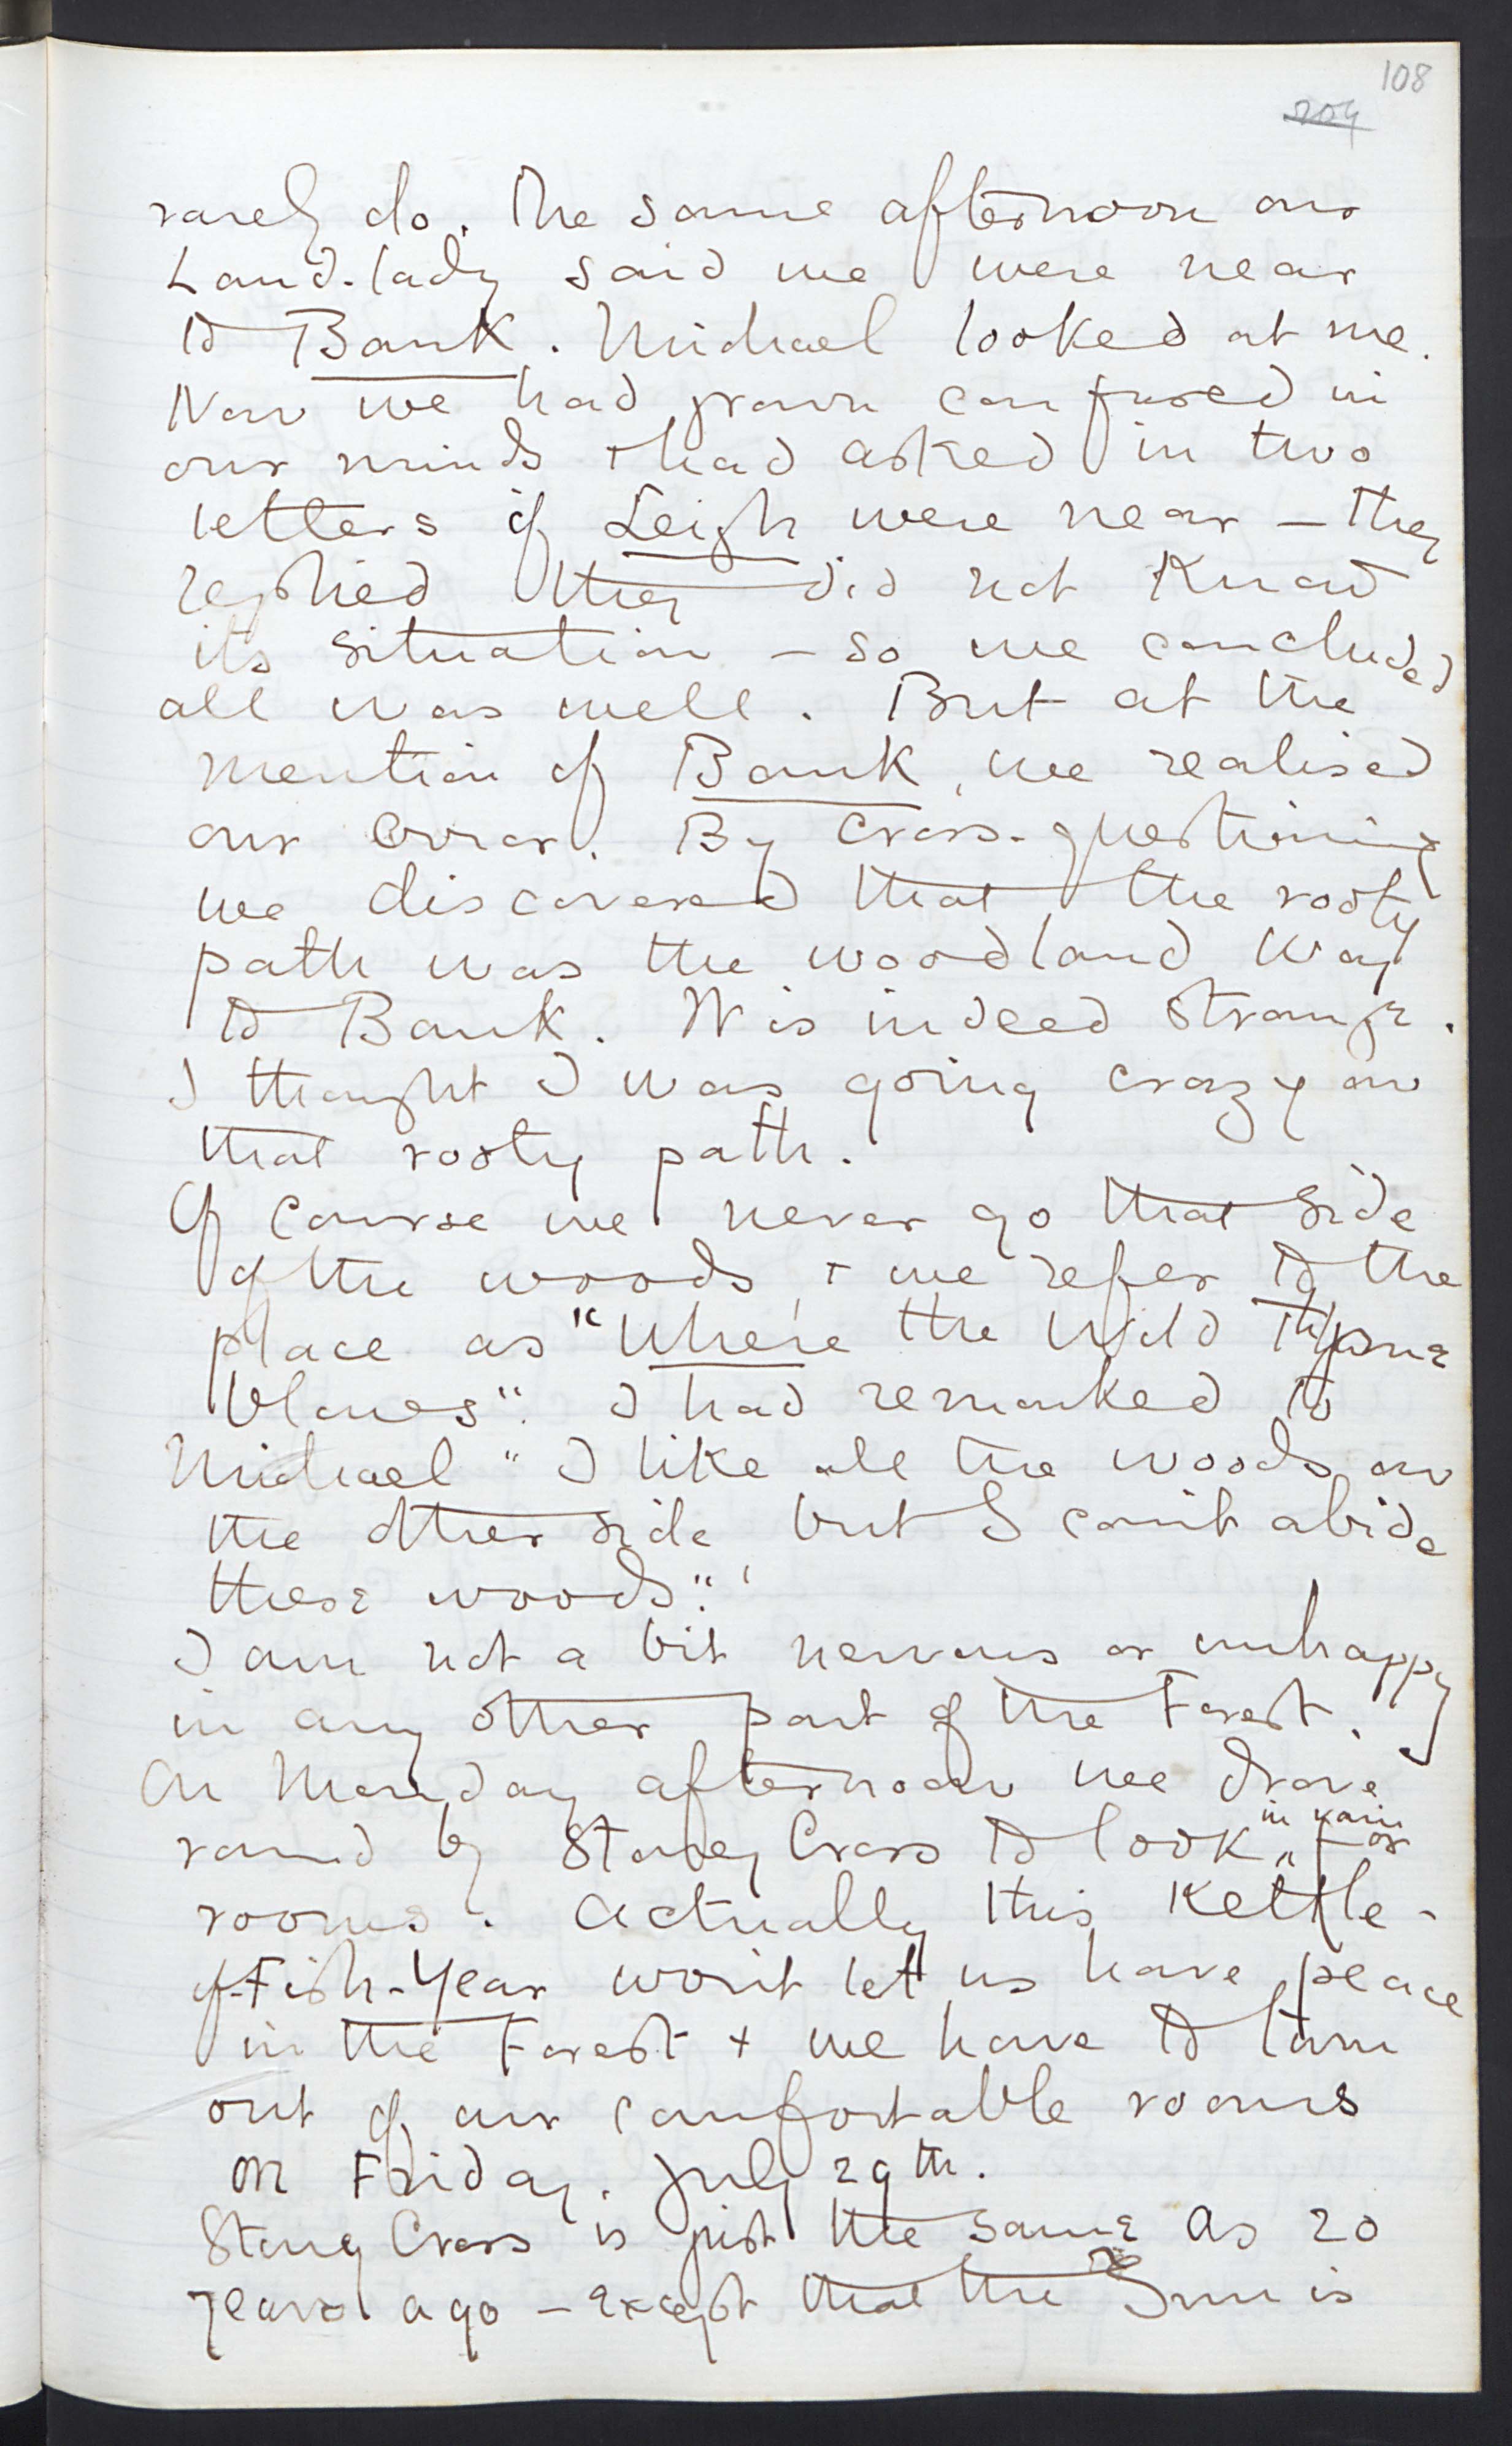 108
204
rarely do. The same afternoon our
Land-lady said we were near
to Bank. Michael looked at me.
Now we had grown confused in
our minds + had asked in two
letters if Leigh were near — they
replied they did not know
its situation — so we concluded
all was well. But at the
mention of Bank, we realised
our error. By cross-questioning
we discovered that the rooty
path was the woodland way
to Bank. It is indeed strange.
I thought I was going crazy on
that rooty path.
Of course we never go that side
of the woods, + we refer to the
place as "Where the Wild Thyme
blows". I had remarked to
Michael "I like all the woods on
the other side but I can't abide
these woods".
I am not a bit nervous or unhappy
in any other part of the Forest.
On Monday afternoon we drove
round by Stoney Cross to look in vain for
rooms. Actually this Kettle-
of-Fish-Year won't let us have peace
in the Forest + we have to turn
out of our comfortable rooms
on Friday. July 29th.
Stoney Cross is just the same as 20
years ago — except that the Inn is